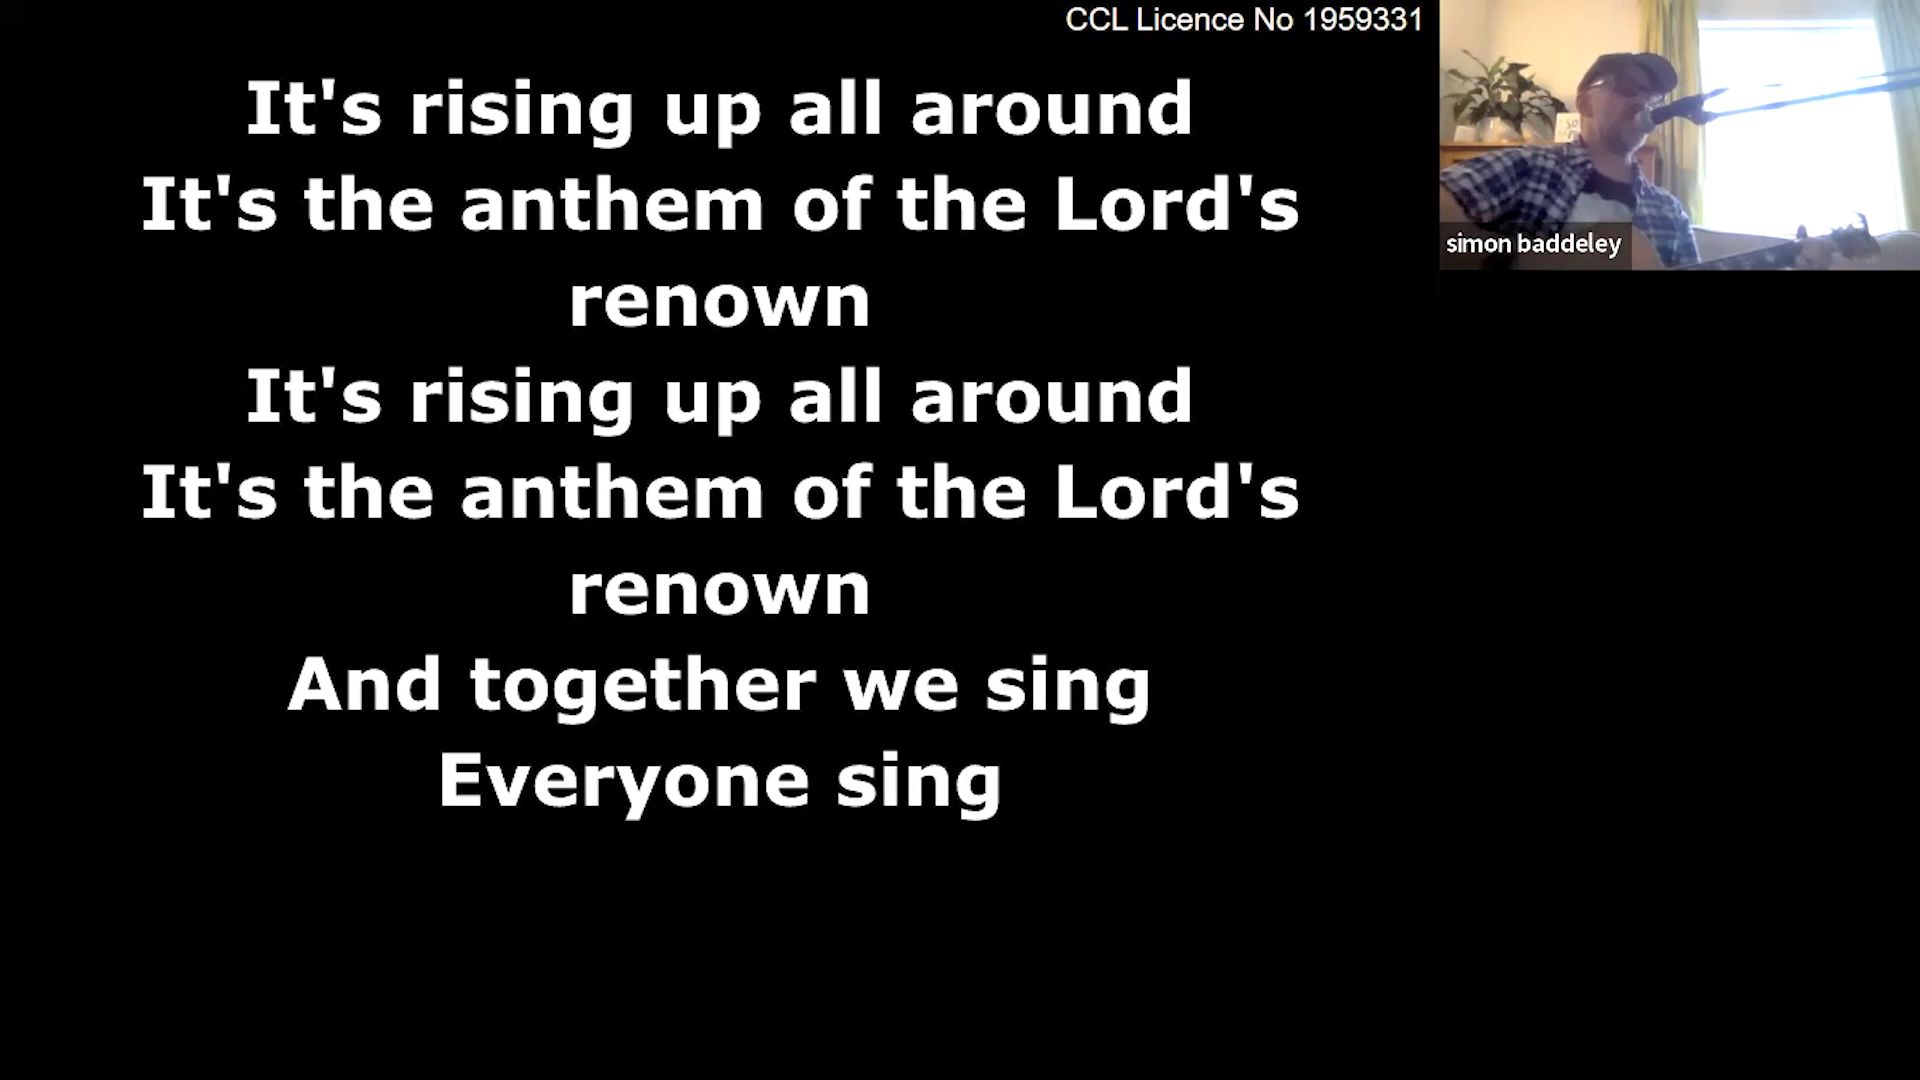 CCL Licence No 1959331
It's rising up all around
It's the anthem of the Lord's
renown
It's rising up all around
It's the anthem of the Lord's
renown
And together we sing
Everyone sing
simon baddeley